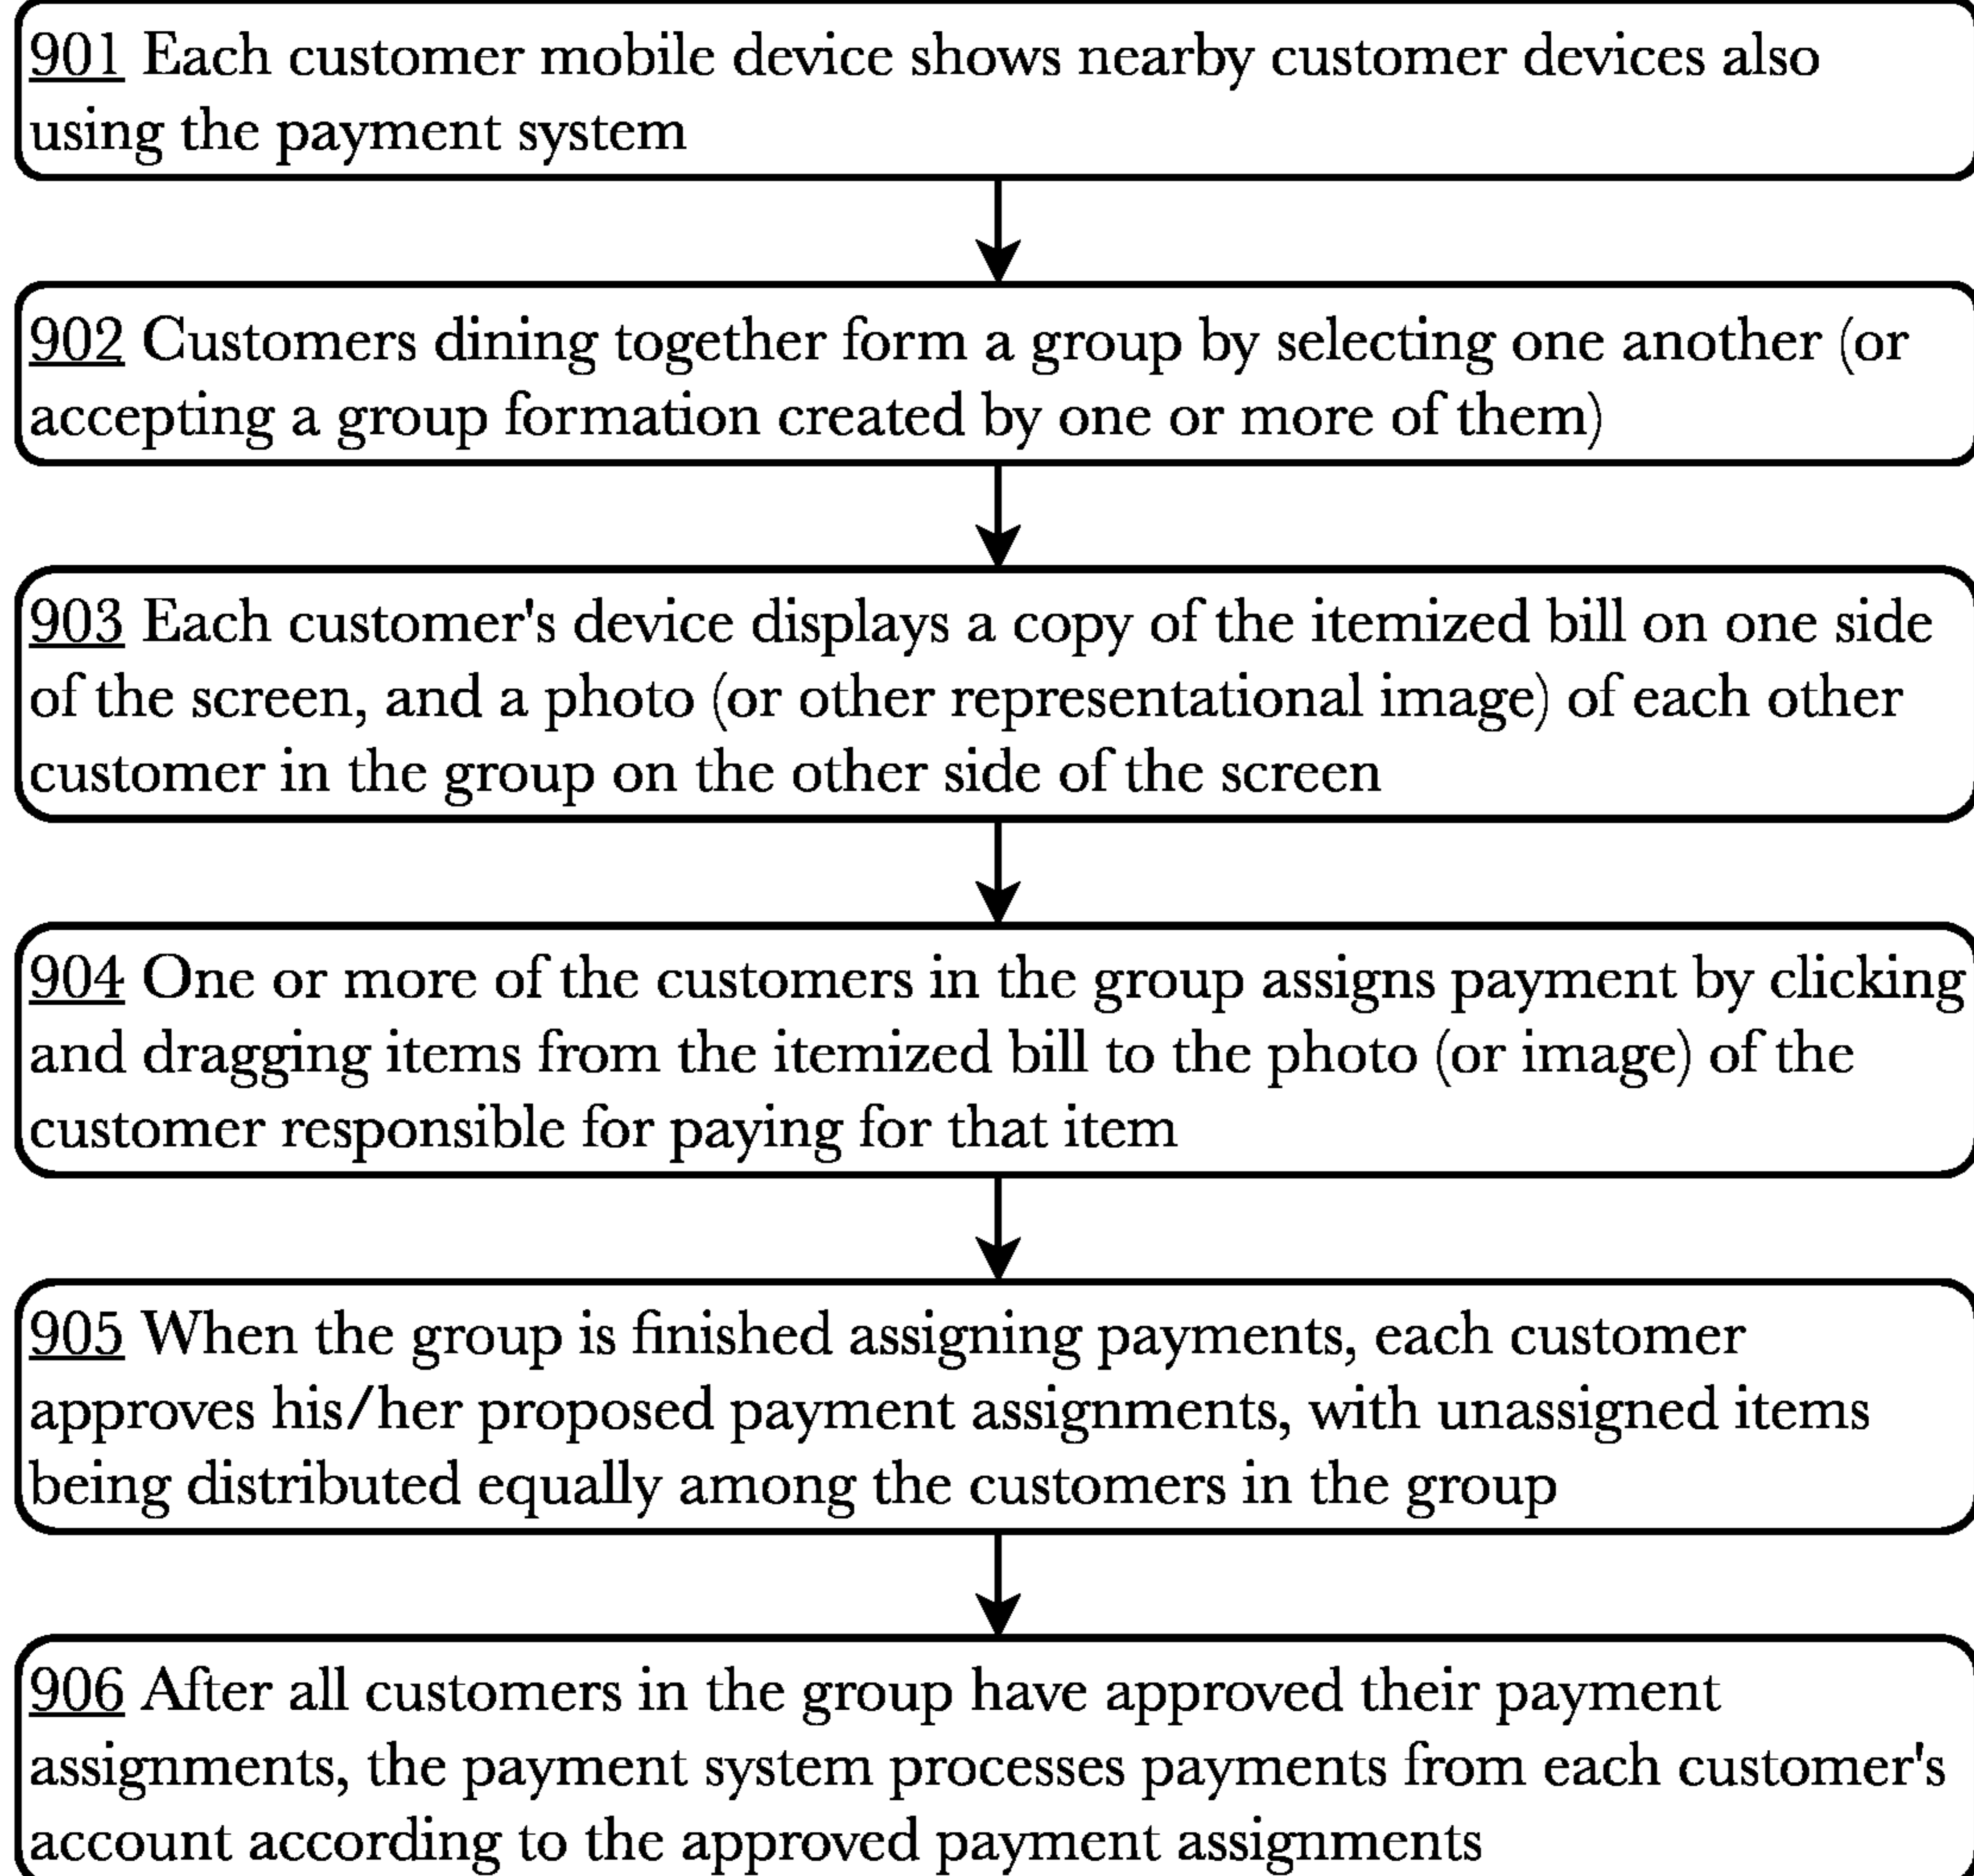 901 Each customer mobile device shows nearby customer devices also
using the payment system
902 Customers dining together form a group by selecting one another (or
accepting a group formation created by one or more of them)
903 Each customer's device displays a copy of the itemized bill on one side
of the screen, and a photo (or other representational image) of each other
customer in the group on the other side of the screen
904 One or more of the customers in the group assigns payment by clicking
and dragging items from the itemized bill to the photo (or image) of the
customer responsible for paying for that item
905 When the group is finished assigning payments, each customer
approves his/her proposed payment assignments, with unassigned items
being distributed equally among the customers in the group
906 After all customers in the group have approved their payment
assignments, the payment system processes payments from each customer's
account according to the approved payment assignments